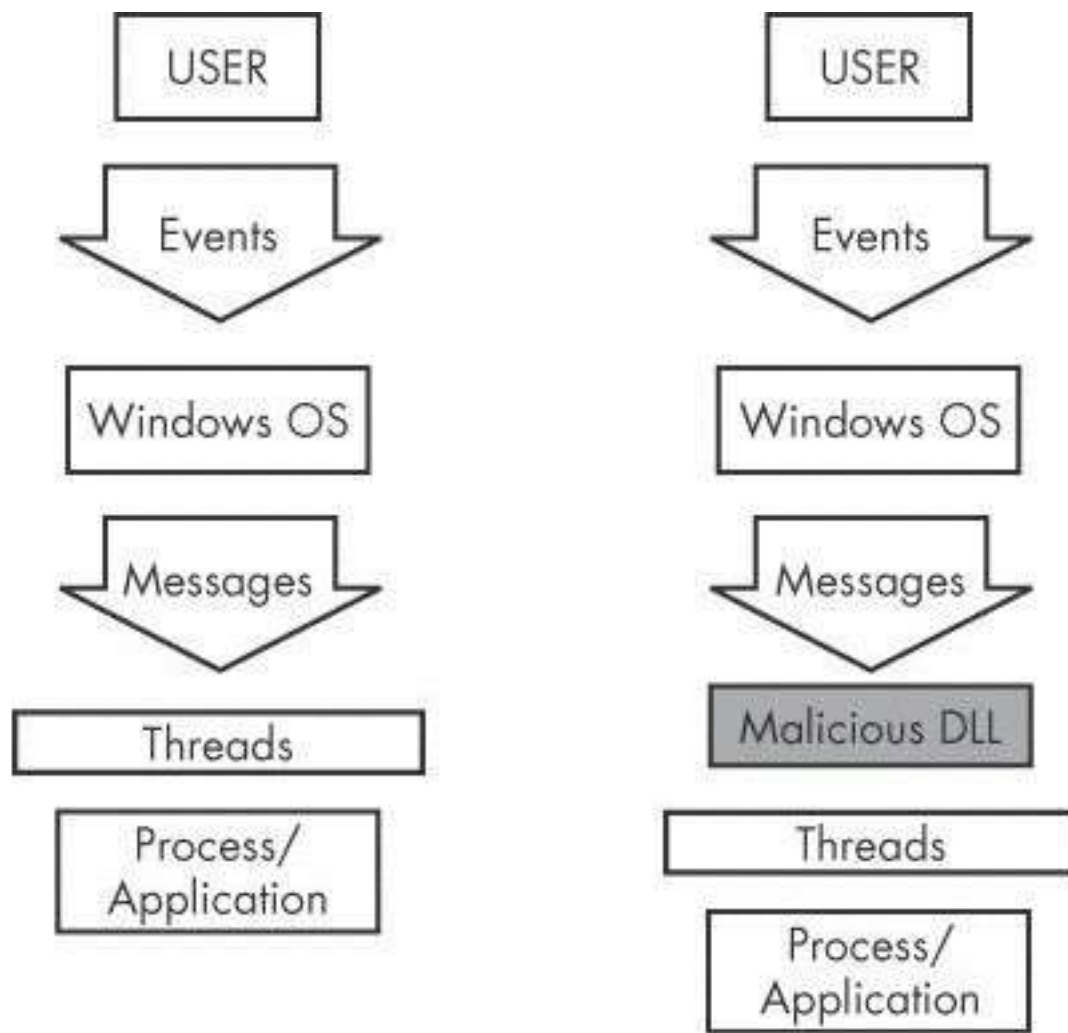 USER
Events
Windows OS
Messages
Threads
Process/
Application
USER
Events
Windows OS
Messages
Malicious DLL
Threads
Process/
Application